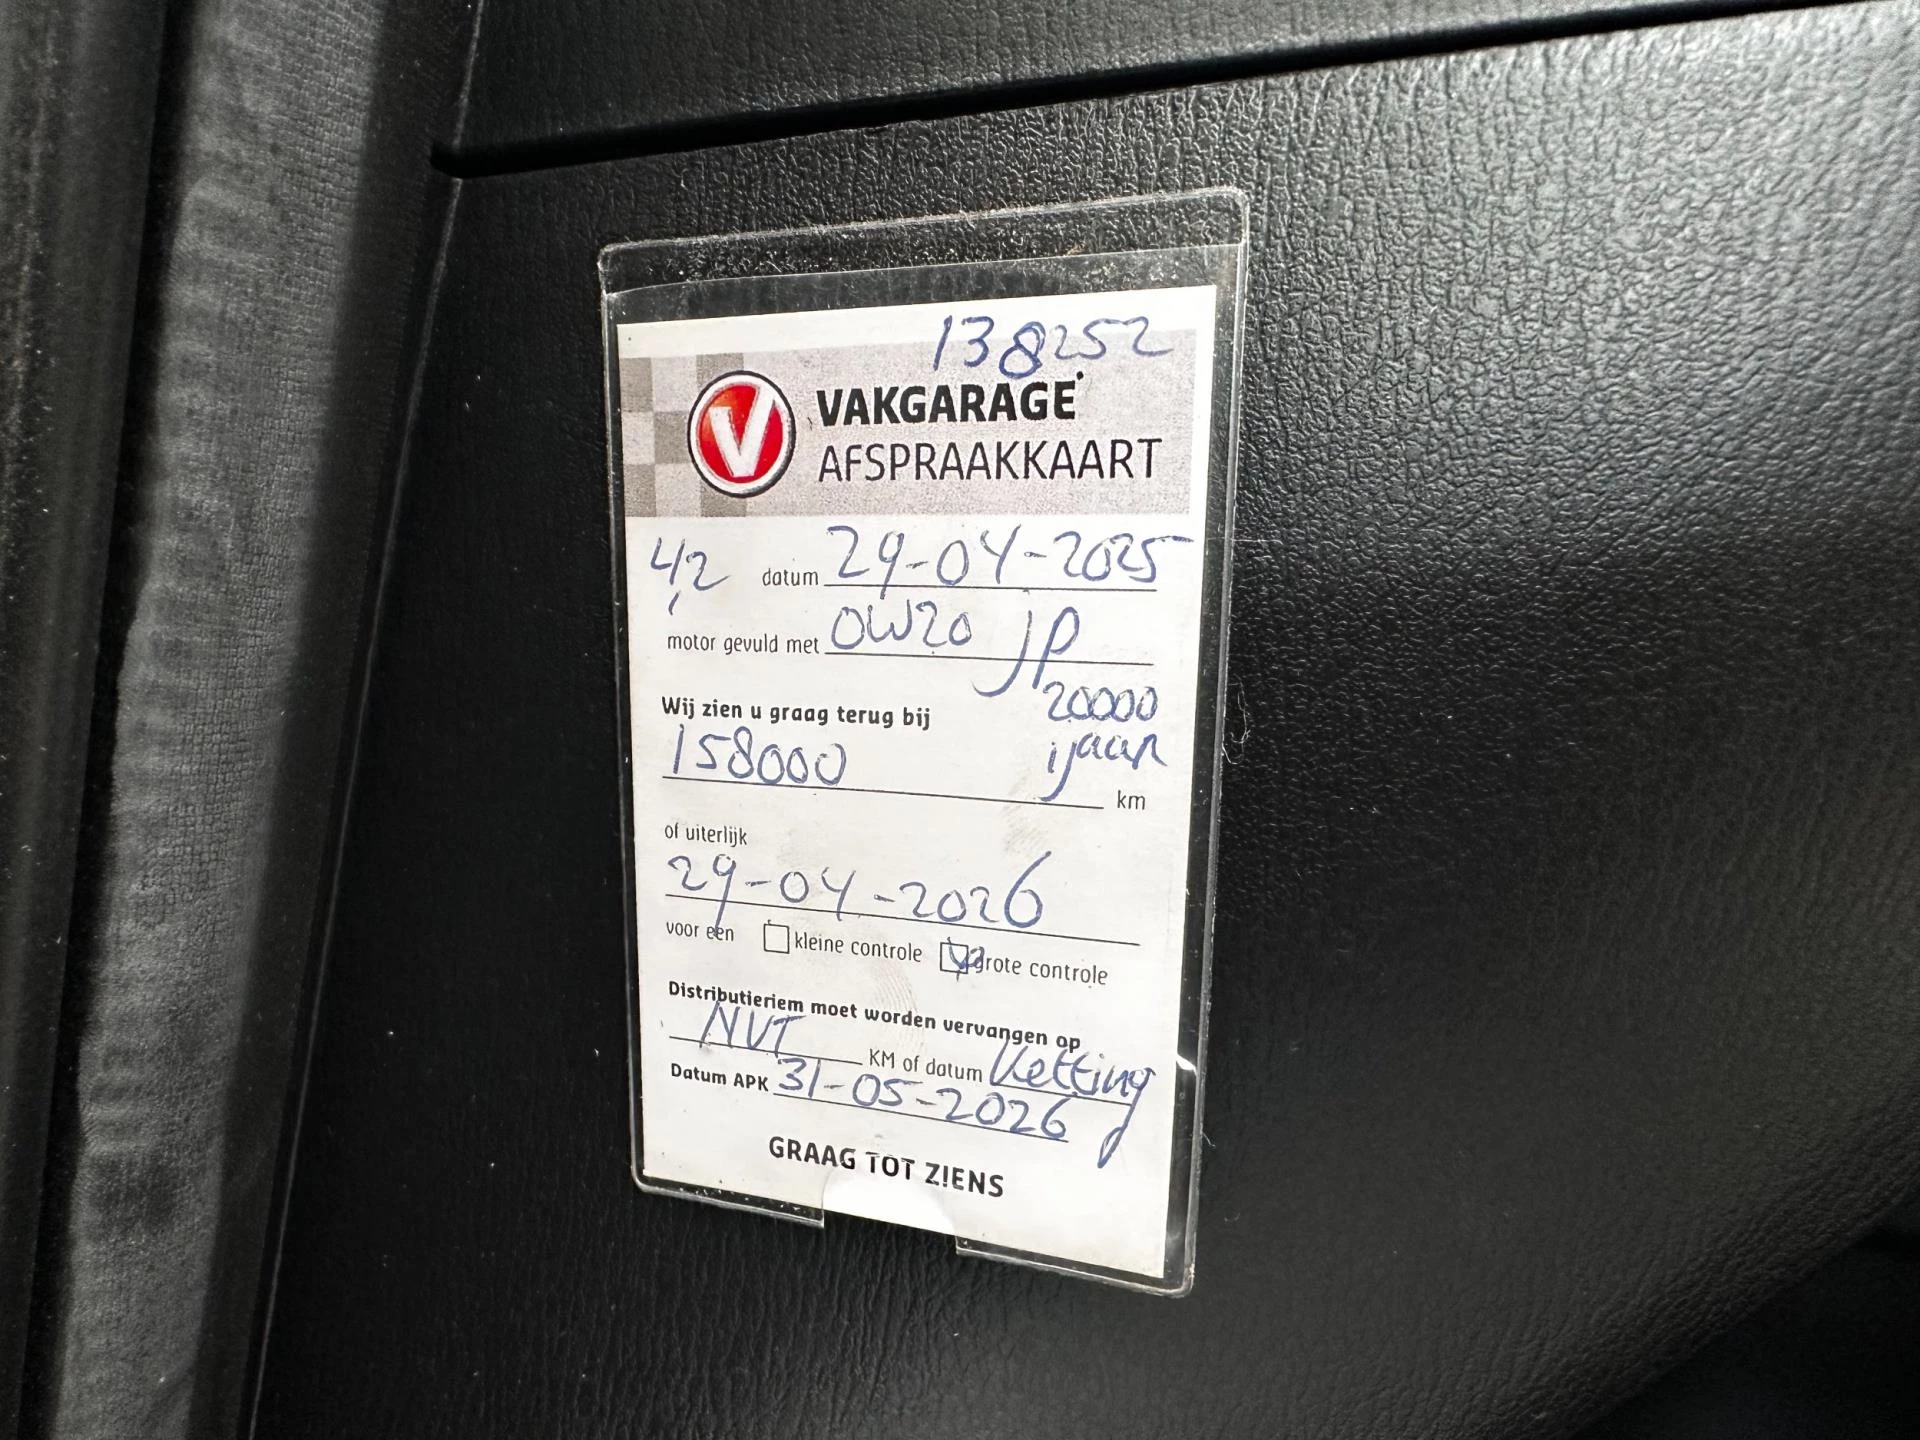 138252
VAKGARAGE
AFSPRAAKKAART
4,2 datum 29-04-2025
motor gevuld met 0W20 JP
Wij zien u graag terug bij 20000
158000 1 jaar
km
of uiterlijk
29-04-2026
voor een kleine controle grote controle
Distributieriem moet worden vervangen op
NVT KM of datum Ketting
Datum APK 31-05-2026
GRAAG TOT ZIENS